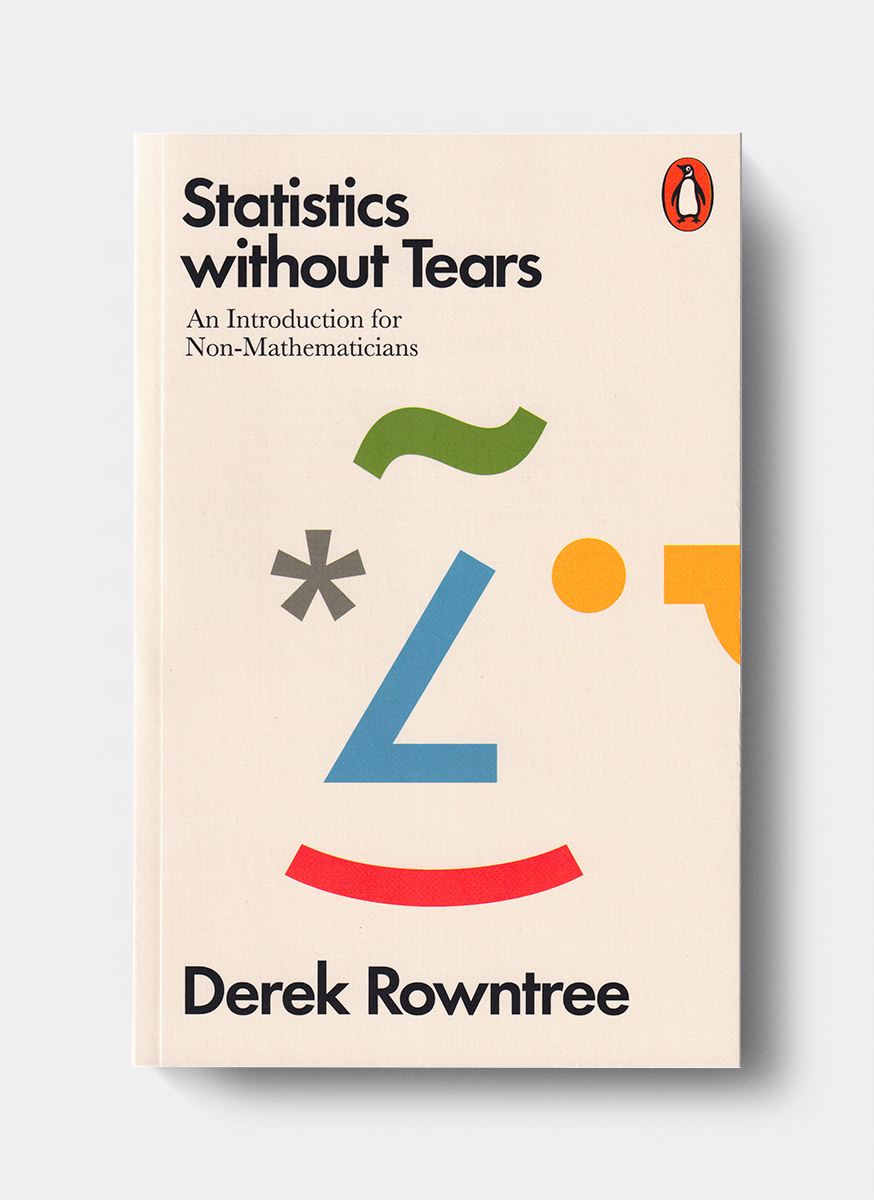 Statistics
without Tears
An Introduction for
Non-Mathematicians
Derek Rowntree